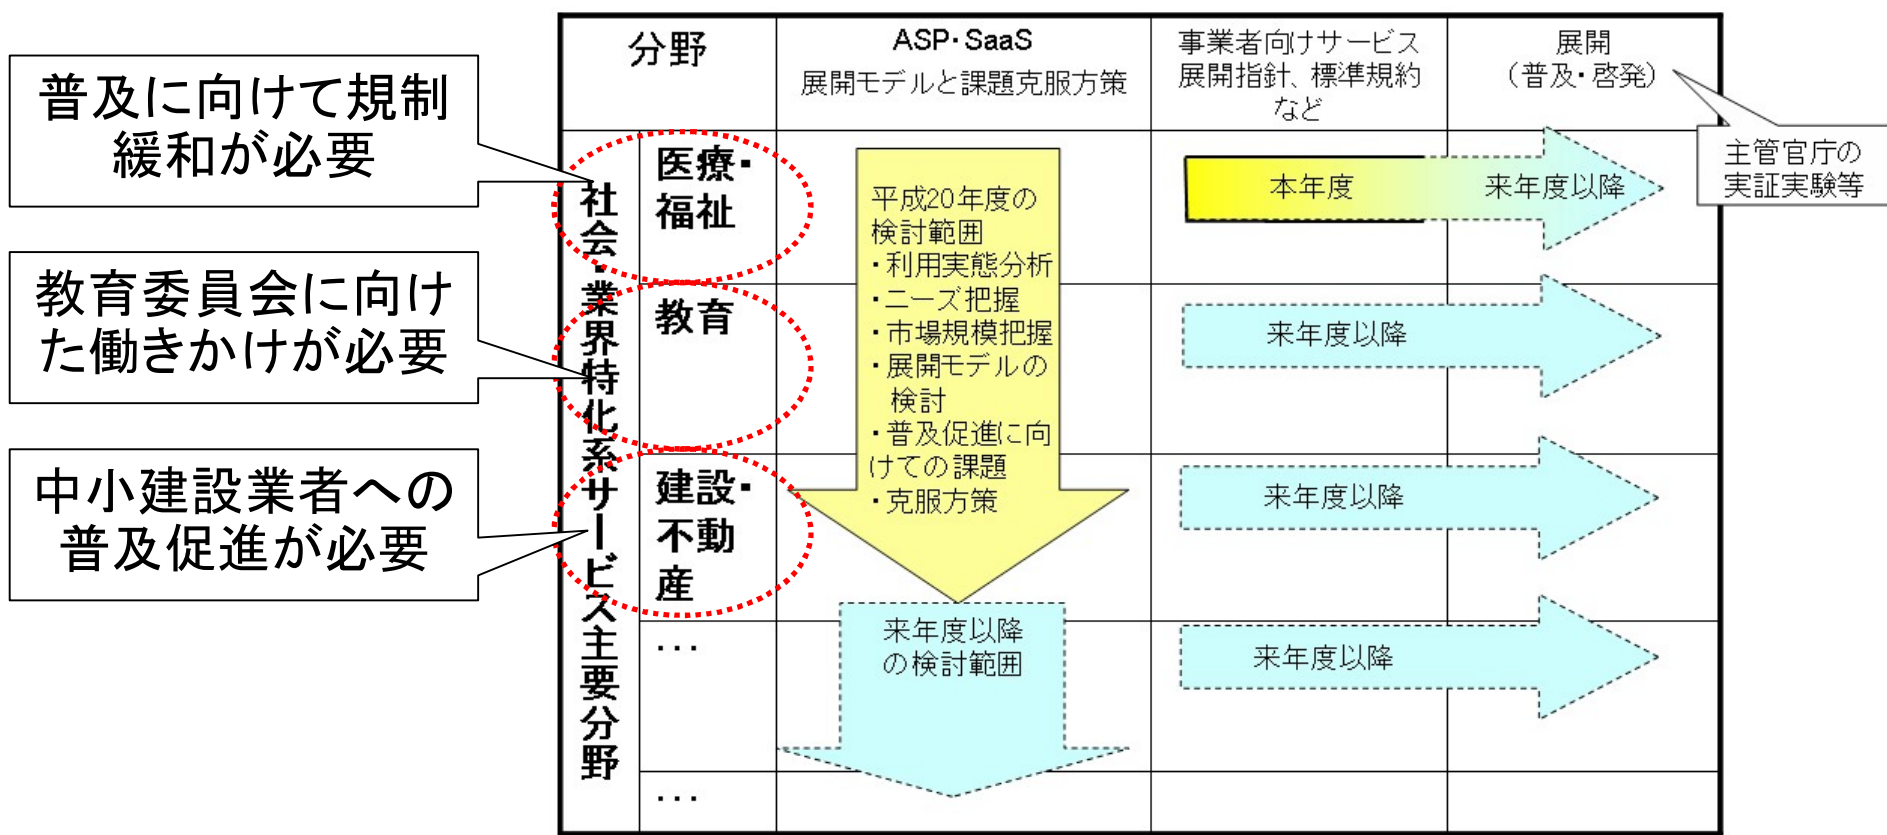 普及に向けて規制
緩和が必要
教育委員会に向け
た働きかけが必要
中小建設業者への
普及促進が必要
分野
ASP・SaaS
展開モデルと課題克服方策
事業者向けサービス
展開指針、標準規約
など
展開
（普及・啓発）
主管官庁の
実証実験等
社会・業界特化系サービス主要分野
医療・
福祉
教育
建設・
不動
産
・・・
・・・
平成20年度の
検討範囲
・利用実態分析
・ニーズ把握
・市場規模把握
・展開モデルの
検討
・普及促進に向
けての課題
・克服方策
来年度以降
の検討範囲
本年度
来年度以降
来年度以降
来年度以降
来年度以降